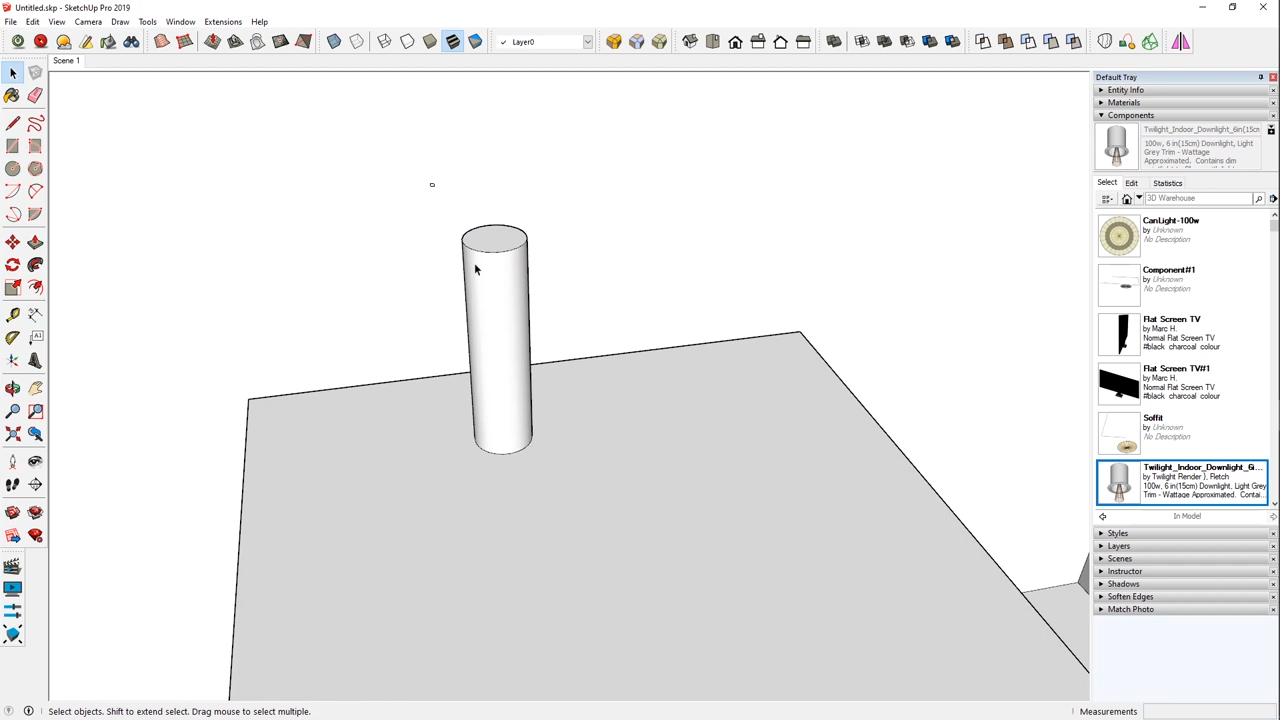 Untitled.skp - SketchUp Pro 2019
File Edit View Camera Draw Tools Window Extensions Help
Layer0
Scene 1
Default Tray
Entity Info
Materials
Components
Twilight_Indoor_Downlight_6in(15cm
100w, 6 in(15cm) Downlight, Light
Grey Trim - Wattage
Approximated. Contains dim
Select Edit Statistics
3D Warehouse
CanLight-100w
by Unknown
No Description
Component#1
by Unknown
No Description
Flat Screen TV
by Marc H.
Normal Flat Screen TV
#black charcoal colour
Flat Screen TV#1
by Marc H.
Normal Flat Screen TV
#black charcoal colour
Soffit
by Unknown
No Description
Twilight_Indoor_Downlight_6i...
by Twilight Render }, Fletch
100w, 6 in(15cm) Downlight, Light Grey
Trim - Wattage Approximated. Contai...
In Model
Styles
Layers
Scenes
Instructor
Shadows
Soften Edges
Match Photo
Select objects. Shift to extend select. Drag mouse to select multiple.
Measurements